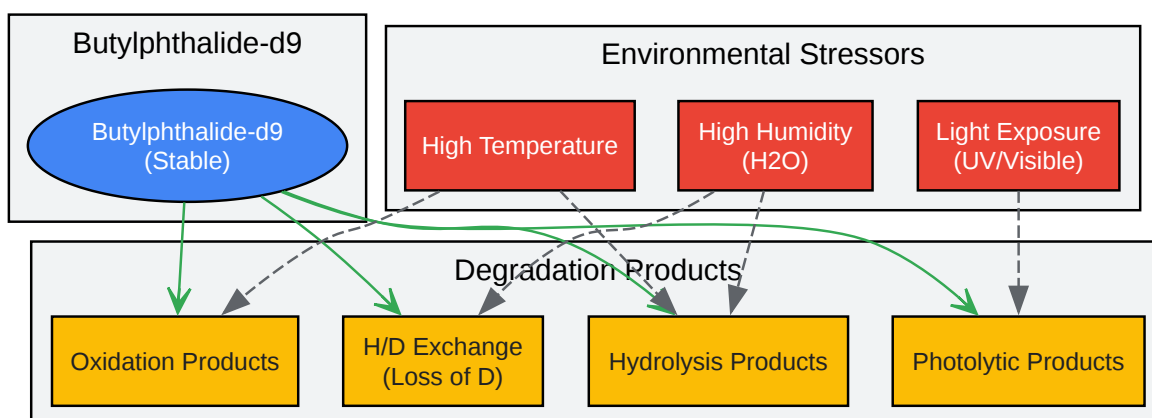 Butylphthalide-d9
Butylphthalide-d9
(Stable)
Environmental Stressors
High Temperature
High Humidity
(H2O)
Light Exposure
(UV/Visible)
Degradation Products
Oxidation Products
H/D Exchange
(Loss of D)
Hydrolysis Products
Photolytic Products